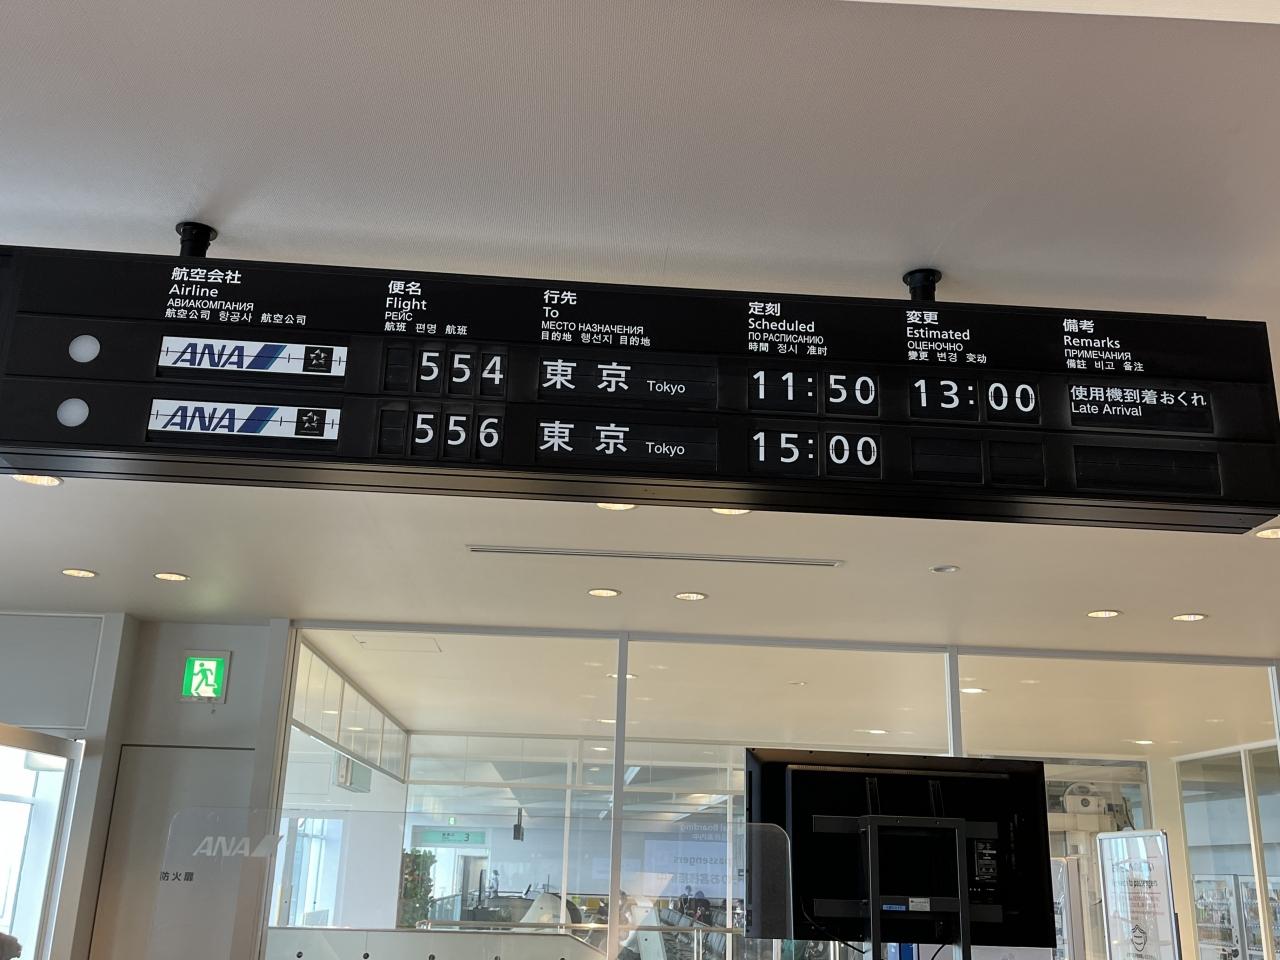 航空会社
Airline
АВИАКОМПАНИЯ
航空公司 항공사 航空公司
便名
Flight
РЕЙС
航班 편명 航班
行先
To
МЕСТО НАЗНАЧЕНИЯ
目的地 행선지 目的地
定刻
Scheduled
ПО РАСПИСАНИЮ
時間 정시 准时
変更
Estimated
ОЦЕНОЧНО
變更 변경 变动
備考
Remarks
ПРИМЕЧАНИЯ
備註 비고 备注
ANA 554 東京 Tokyo 11:50 13:00 使用機到着おくれ
Late Arrival
ANA 556 東京 Tokyo 15:00
ANA
防火扉
3